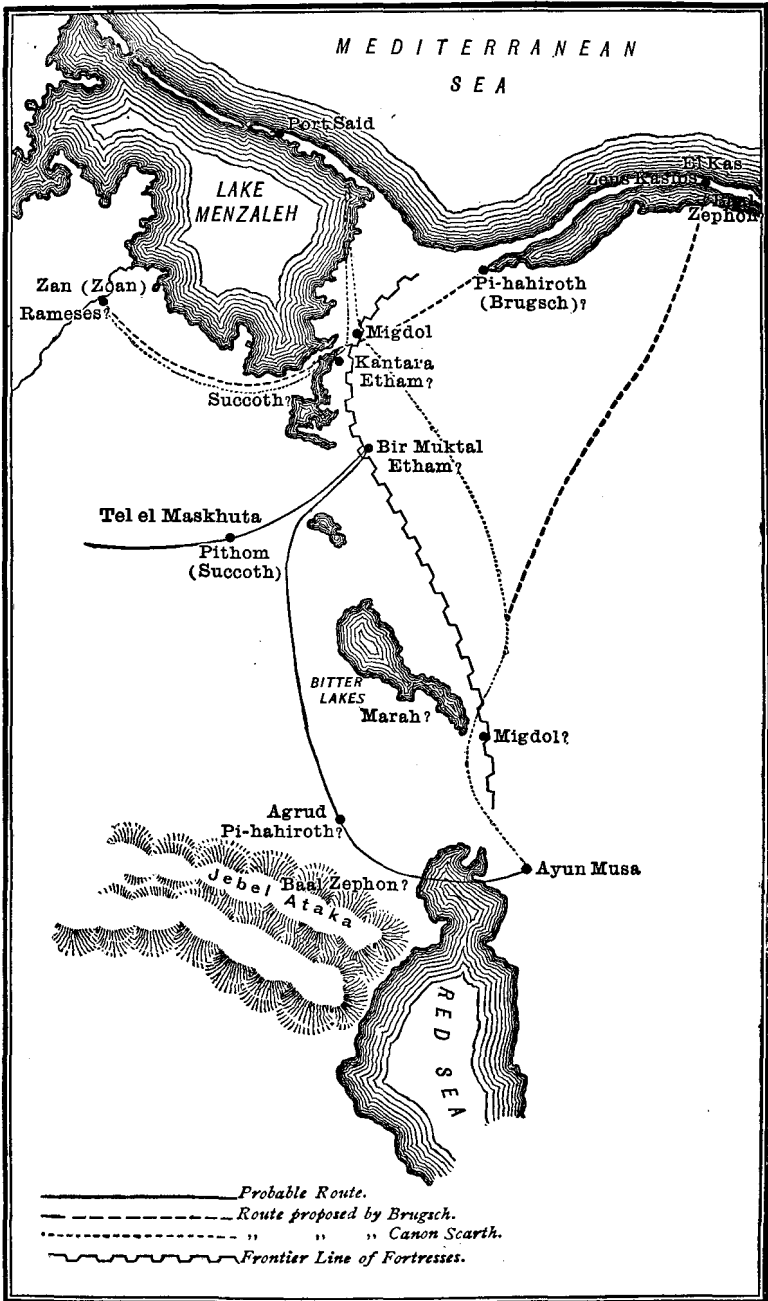 MEDITERRANEAN
SEA
Port Said
El Kas
Zeus Kasios
Zephon
LAKE
MENZALEH
Zan (Zoan)
Rameses?
Pi-hahiroth
(Brugsch)?
Migdol
Kantara
Etham?
Succoth?
Bir Muktal
Etham?
Tel el Maskhuta
Pithom
(Succoth)
BITTER
LAKES
Marah?
Migdol?
Agrud
Pi-hahiroth?
Baal Zephon?
Jebel Ataka
Ayun Musa
RED SEA
Probable Route.
Route proposed by Brugsch.
„ „ „ Canon Scarth.
Frontier Line of Fortresses.